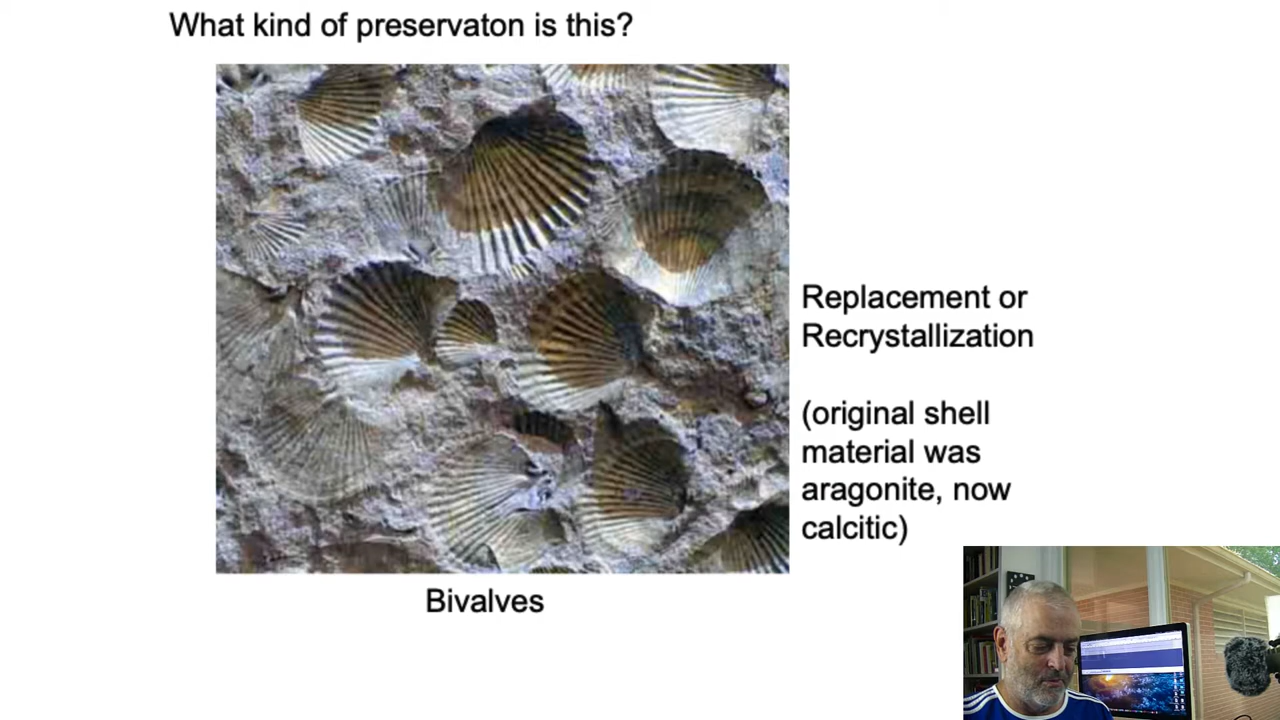 What kind of preservaton is this?
Replacement or
Recrystallization
(original shell
material was
aragonite, now
calcitic)
Bivalves